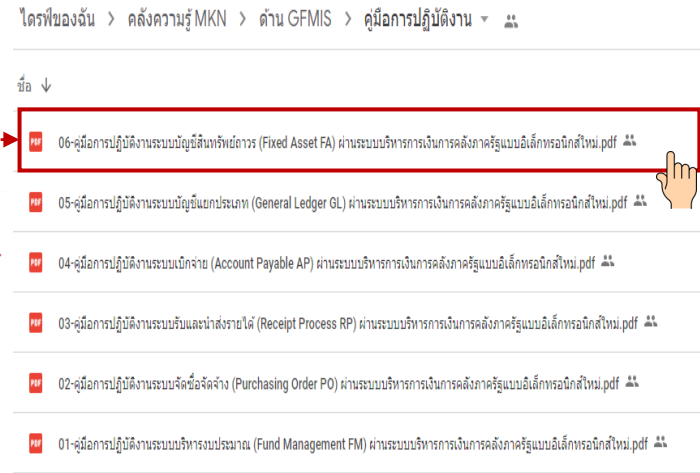 ไดรฟ์ของฉัน > คลังความรู้ MKN > ด้าน GFMIS > คู่มือการปฏิบัติงาน
ชื่อ ↓
PDF 06-คู่มือการปฏิบัติงานระบบบัญชีสินทรัพย์ถาวร (Fixed Asset FA) ผ่านระบบบริหารการเงินการคลังภาครัฐแบบอิเล็กทรอนิกส์ใหม่.pdf
PDF 05-คู่มือการปฏิบัติงานระบบบัญชีแยกประเภท (General Ledger GL) ผ่านระบบบริหารการเงินการคลังภาครัฐแบบอิเล็กทรอนิกส์ใหม่.pdf
PDF 04-คู่มือการปฏิบัติงานระบบเบิกจ่าย (Account Payable AP) ผ่านระบบบริหารการเงินการคลังภาครัฐแบบอิเล็กทรอนิกส์ใหม่.pdf
PDF 03-คู่มือการปฏิบัติงานระบบรับและนำส่งรายได้ (Receipt Process RP) ผ่านระบบบริหารการเงินการคลังภาครัฐแบบอิเล็กทรอนิกส์ใหม่.pdf
PDF 02-คู่มือการปฏิบัติงานระบบจัดซื้อจัดจ้าง (Purchasing Order PO) ผ่านระบบบริหารการเงินการคลังภาครัฐแบบอิเล็กทรอนิกส์ใหม่.pdf
PDF 01-คู่มือการปฏิบัติงานระบบบริหารงบประมาณ (Fund Management FM) ผ่านระบบบริหารการเงินการคลังภาครัฐแบบอิเล็กทรอนิกส์ใหม่.pdf